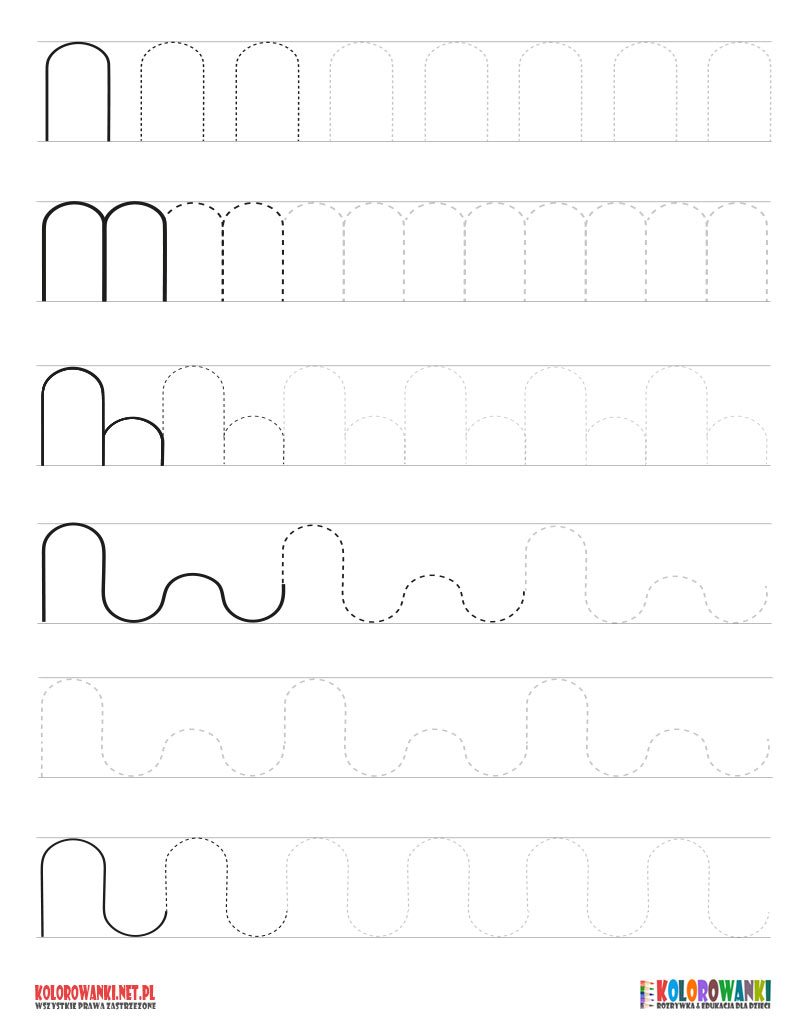 KOLOROWANKI.NET.PL
WSZYSTKIE PRAWA ZASTRZEŻONE
KOLOROWANKI
ROZRYWKA & EDUKACJA DLA DZIECI